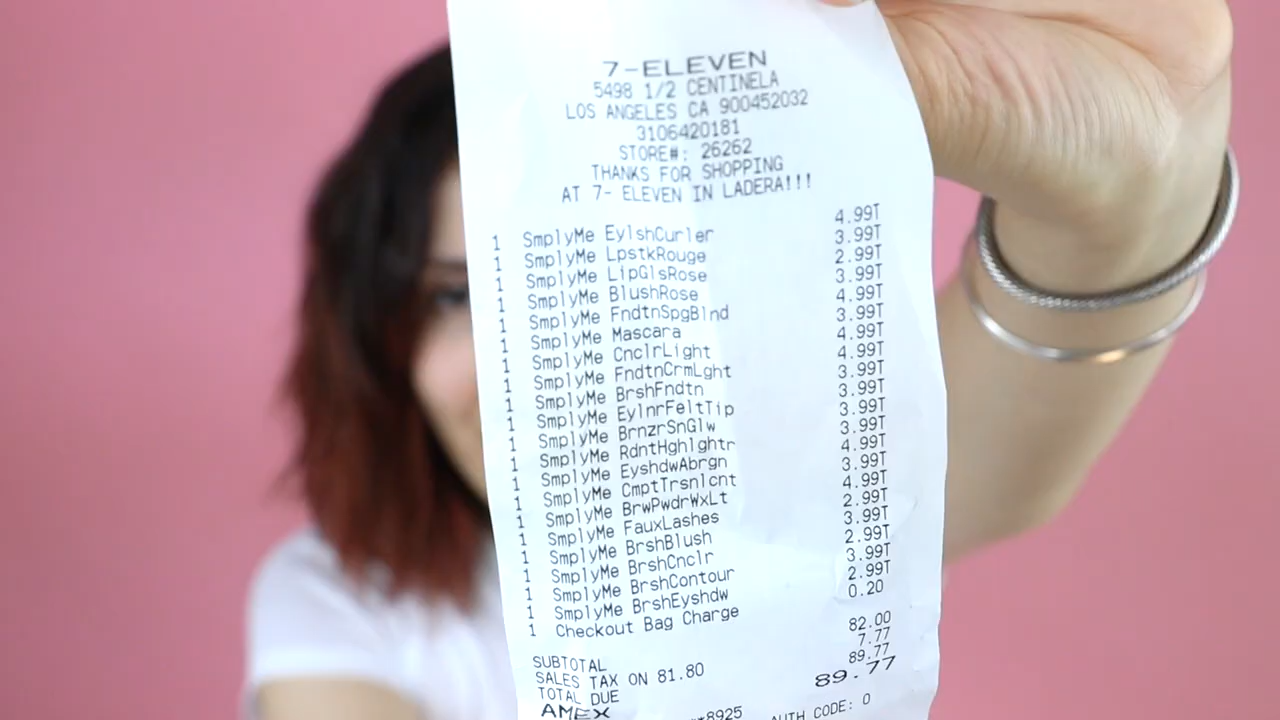 7-ELEVEN
5498 1/2 CENTINELA
LOS ANGELES CA 900452032
3106420181
STORE#: 26262
THANKS FOR SHOPPING
AT 7- ELEVEN IN LADERA!!!
1 SmplyMe EylshCurler 4.99T
1 SmplyMe LpstkRouge 3.99T
1 SmplyMe LipGlsRose 2.99T
1 SmplyMe BlushRose 3.99T
1 SmplyMe FndtnSpgBlnd 4.99T
1 SmplyMe Mascara 3.99T
1 SmplyMe CnclrLight 4.99T
1 SmplyMe FndtnCrmLght 4.99T
1 SmplyMe BrshFndtn 3.99T
1 SmplyMe EylnrFeltTip 3.99T
1 SmplyMe BrnzrSnGlw 3.99T
1 SmplyMe RdntHghlghtr 3.99T
1 SmplyMe EyshdwAbrgn 4.99T
1 SmplyMe CmptTrsnlcnt 3.99T
1 SmplyMe BrwPwdrWxLt 4.99T
1 SmplyMe FauxLashes 2.99T
1 SmplyMe BrshBlush 3.99T
1 SmplyMe BrshCnclr 2.99T
1 SmplyMe BrshContour 3.99T
1 SmplyMe BrshEyshdw 2.99T
1 Checkout Bag Charge 0.20
SUBTOTAL 82.00
SALES TAX ON 81.80 7.77
TOTAL DUE 89.77
AMEX 89.77
*8925 AUTH CODE: 0